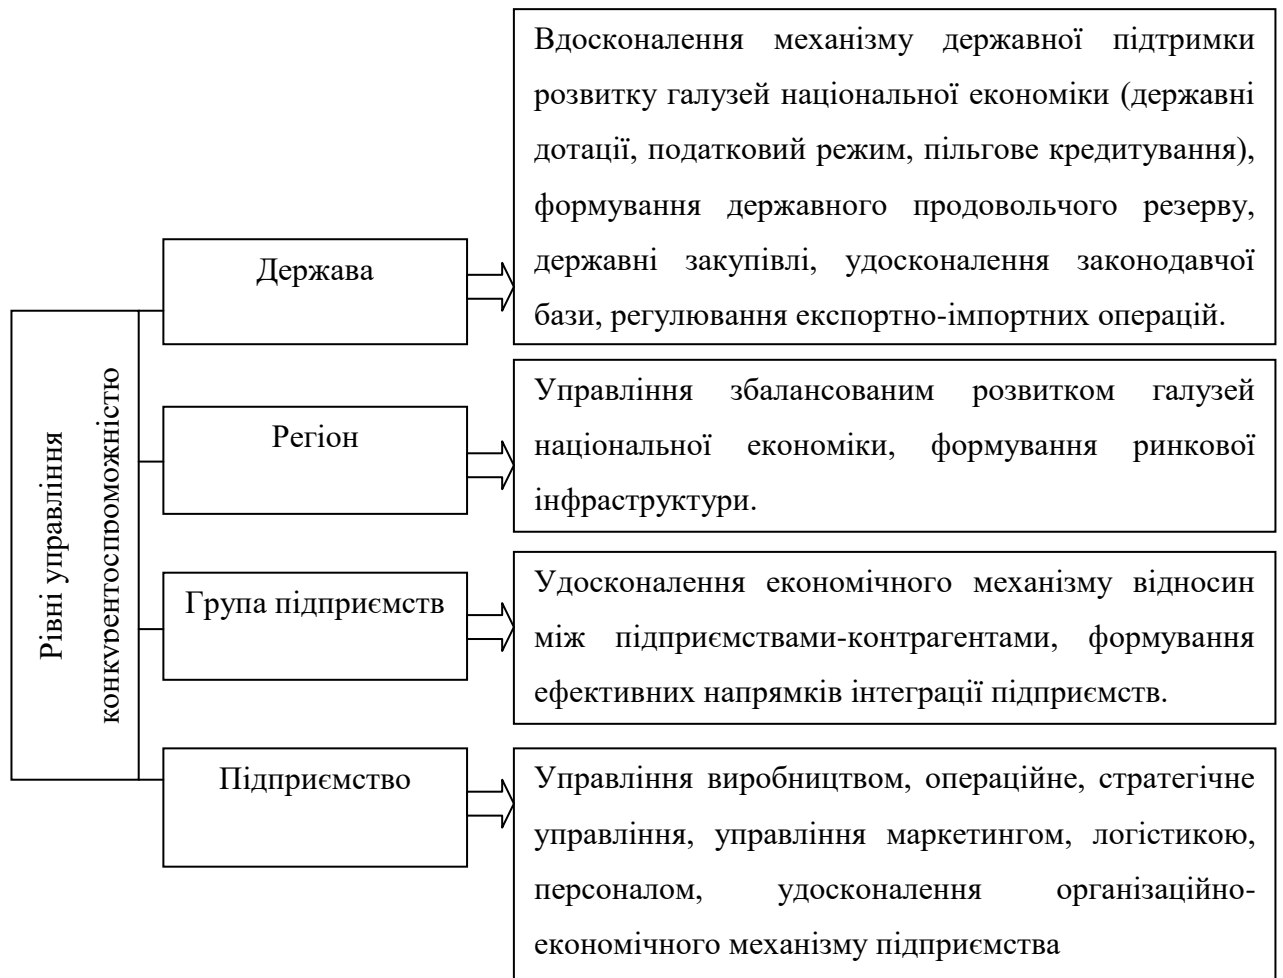 Рівні управління
конкурентоспроможністю
Держава
Вдосконалення механізму державної підтримки
розвитку галузей національної економіки (державні
дотації, податковий режим, пільгове кредитування),
формування державного продовольчого резерву,
державні закупівлі, удосконалення законодавчої
бази, регулювання експортно-імпортних операцій.
Регіон
Управління збалансованим розвитком галузей
національної економіки, формування ринкової
інфраструктури.
Група підприємств
Удосконалення економічного механізму відносин
між підприємствами-контрагентами, формування
ефективних напрямків інтеграції підприємств.
Підприємство
Управління виробництвом, операційне, стратегічне
управління, управління маркетингом, логістикою,
персоналом, удосконалення організаційно-
економічного механізму підприємства